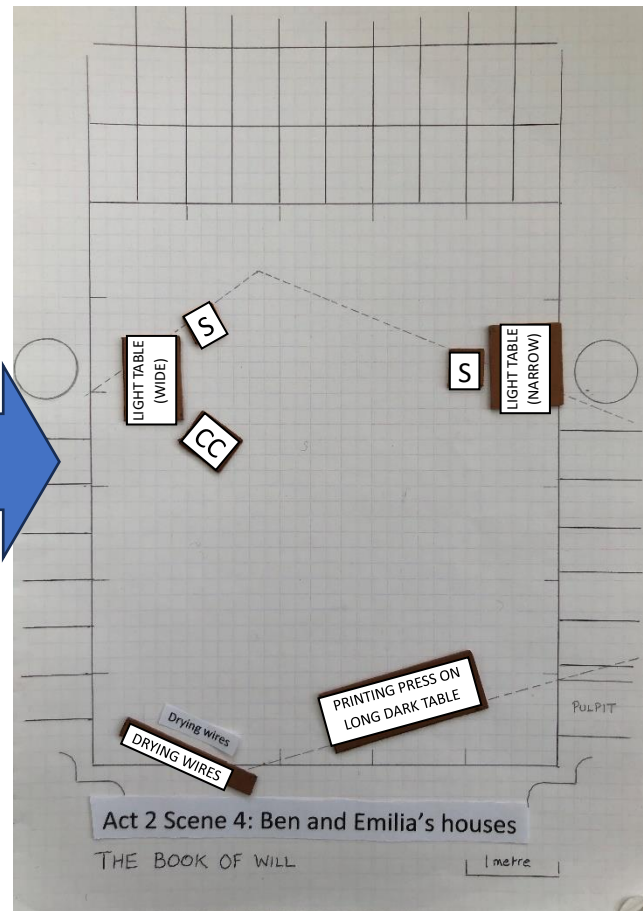 S
LIGHT TABLE
(WIDE)
S
LIGHT TABLE
(NARROW)
CC
PRINTING PRESS ON
LONG DARK TABLE
PULPIT
Drying wires
DRYING WIRES
Act 2 Scene 4: Ben and Emilia's houses
THE BOOK OF WILL
1 metre